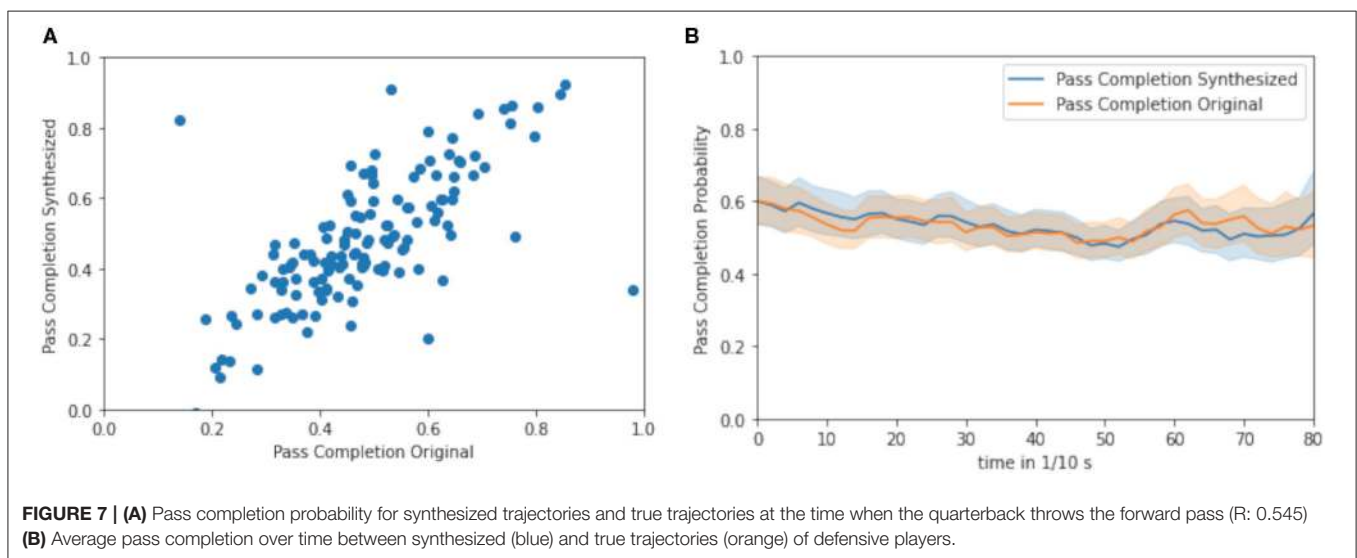 A
1.0
0.8
0.6
0.4
0.2
0.0
Pass Completion Synthesized
0.0 0.2 0.4 0.6 0.8 1.0
Pass Completion Original
B
1.0
0.8
0.6
0.4
0.2
0.0
Pass Completion Probability
Pass Completion Synthesized
Pass Completion Original
0 10 20 30 40 50 60 70 80
time in 1/10 s
FIGURE 7 | (A) Pass completion probability for synthesized trajectories and true trajectories at the time when the quarterback throws the forward pass (R: 0.545)
(B) Average pass completion over time between synthesized (blue) and true trajectories (orange) of defensive players.